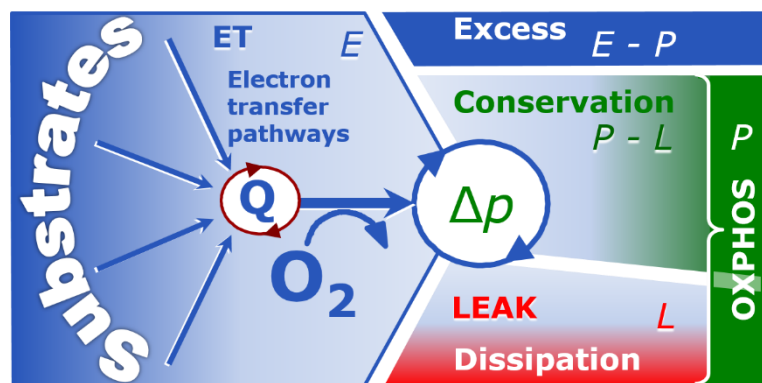 Substrates
ET
E
Electron
transfer
pathways
Q
O2
Δp
Excess
E - P
Conservation
P - L
P
OXPHOS
LEAK
L
Dissipation